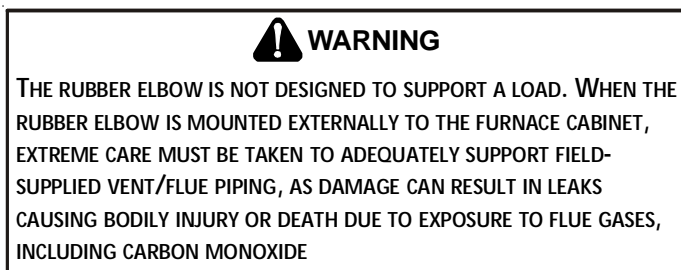 WARNING
THE RUBBER ELBOW IS NOT DESIGNED TO SUPPORT A LOAD. WHEN THE
RUBBER ELBOW IS MOUNTED EXTERNALLY TO THE FURNACE CABINET,
EXTREME CARE MUST BE TAKEN TO ADEQUATELY SUPPORT FIELD-
SUPPLIED VENT/FLUE PIPING, AS DAMAGE CAN RESULT IN LEAKS
CAUSING BODILY INJURY OR DEATH DUE TO EXPOSURE TO FLUE GASES,
INCLUDING CARBON MONOXIDE